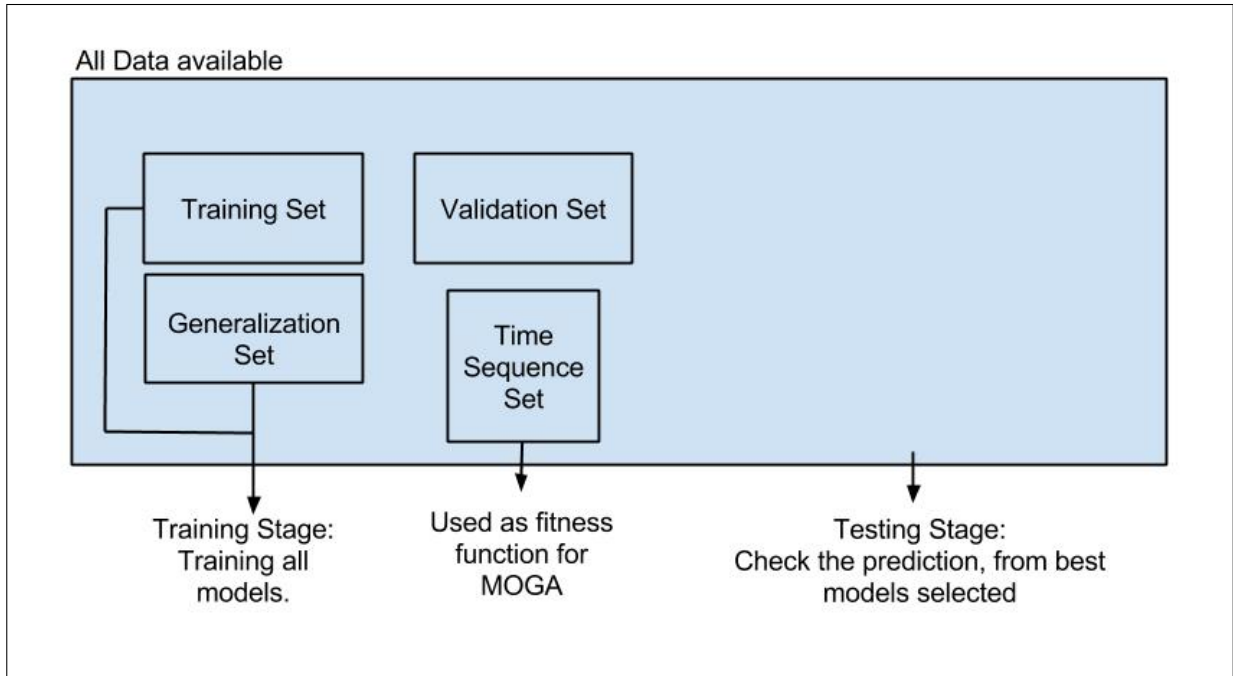 All Data available
Training Set
Validation Set
Generalization
Set
Time
Sequence
Set
Training Stage:
Training all
models.
Used as fitness
function for
MOGA
Testing Stage:
Check the prediction, from best
models selected